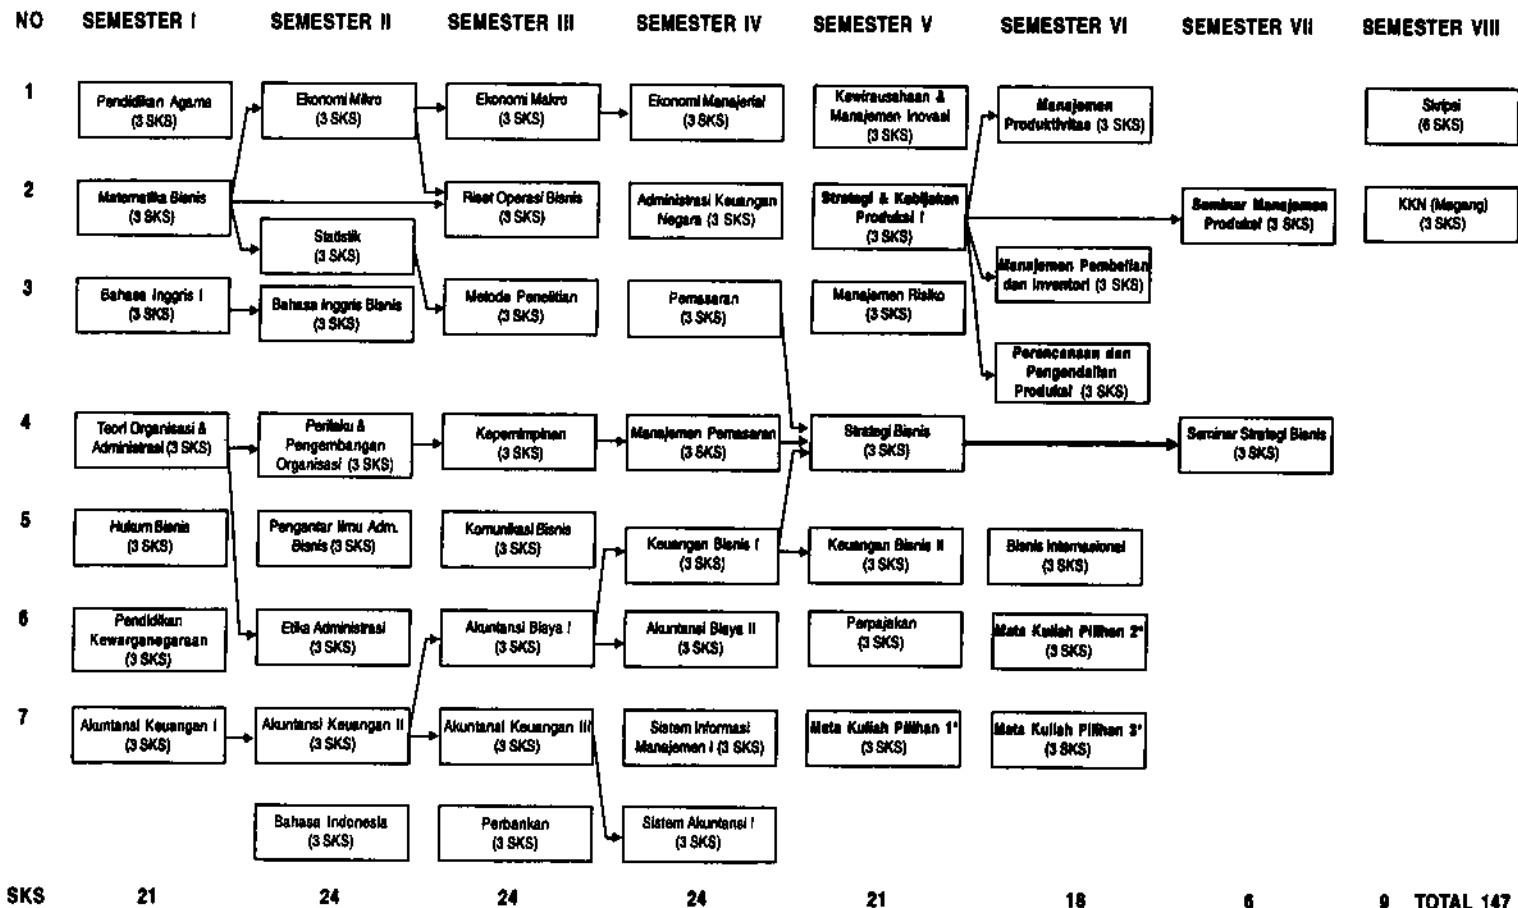 NO SEMESTER I SEMESTER II SEMESTER III SEMESTER IV SEMESTER V SEMESTER VI SEMESTER VII SEMESTER VIII
1
Pendidikan Agama
(3 SKS)
Ekonomi Mikro
(3 SKS)
Ekonomi Makro
(3 SKS)
Ekonomi Manajerial
(3 SKS)
Kewirausahaan &
Manajemen Inovasi
(3 SKS)
Manajemen
Produktivitas (3 SKS)
Skripsi
(6 SKS)
2
Matematika Bisnis
(3 SKS)
Statistik
(3 SKS)
Riset Operasi Bisnis
(3 SKS)
Administrasi Keuangan
Negara (3 SKS)
Strategi & Kebijakan
Produksi I
(3 SKS)
Manajemen Pembelian
dan Inventori (3 SKS)
Seminar Manajemen
Produksi (3 SKS)
KKN (Magang)
(3 SKS)
3
Bahasa Inggris I
(3 SKS)
Bahasa Inggris Bisnis
(3 SKS)
Metode Penelitian
(3 SKS)
Pemasaran
(3 SKS)
Manajemen Risiko
(3 SKS)
Perencanaan dan
Pengendalian
Produksi (3 SKS)
4
Teori Organisasi &
Administrasi (3 SKS)
Perilaku &
Pengembangan
Organisasi (3 SKS)
Kepemimpinan
(3 SKS)
Manajemen Pemasaran
(3 SKS)
Strategi Bisnis
(3 SKS)
Seminar Strategi Bisnis
(3 SKS)
5
Hukum Bisnis
(3 SKS)
Pengantar Ilmu Adm.
Bisnis (3 SKS)
Komunikasi Bisnis
(3 SKS)
Keuangan Bisnis I
(3 SKS)
Keuangan Bisnis II
(3 SKS)
Bisnis Internasional
(3 SKS)
6
Pendidikan
Kewarganegaraan
(3 SKS)
Etika Administrasi
(3 SKS)
Akuntansi Biaya I
(3 SKS)
Akuntansi Biaya II
(3 SKS)
Perpajakan
(3 SKS)
Mata Kuliah Pilihan 2*
(3 SKS)
7
Akuntansi Keuangan I
(3 SKS)
Akuntansi Keuangan II
(3 SKS)
Akuntansi Keuangan III
(3 SKS)
Sistem Informasi
Manajemen I (3 SKS)
Mata Kuliah Pilihan 1*
(3 SKS)
Mata Kuliah Pilihan 3*
(3 SKS)
Bahasa Indonesia
(3 SKS)
Perbankan
(3 SKS)
Sistem Akuntansi I
(3 SKS)
SKS 21 24 24 24 21 18 6 9 TOTAL 147